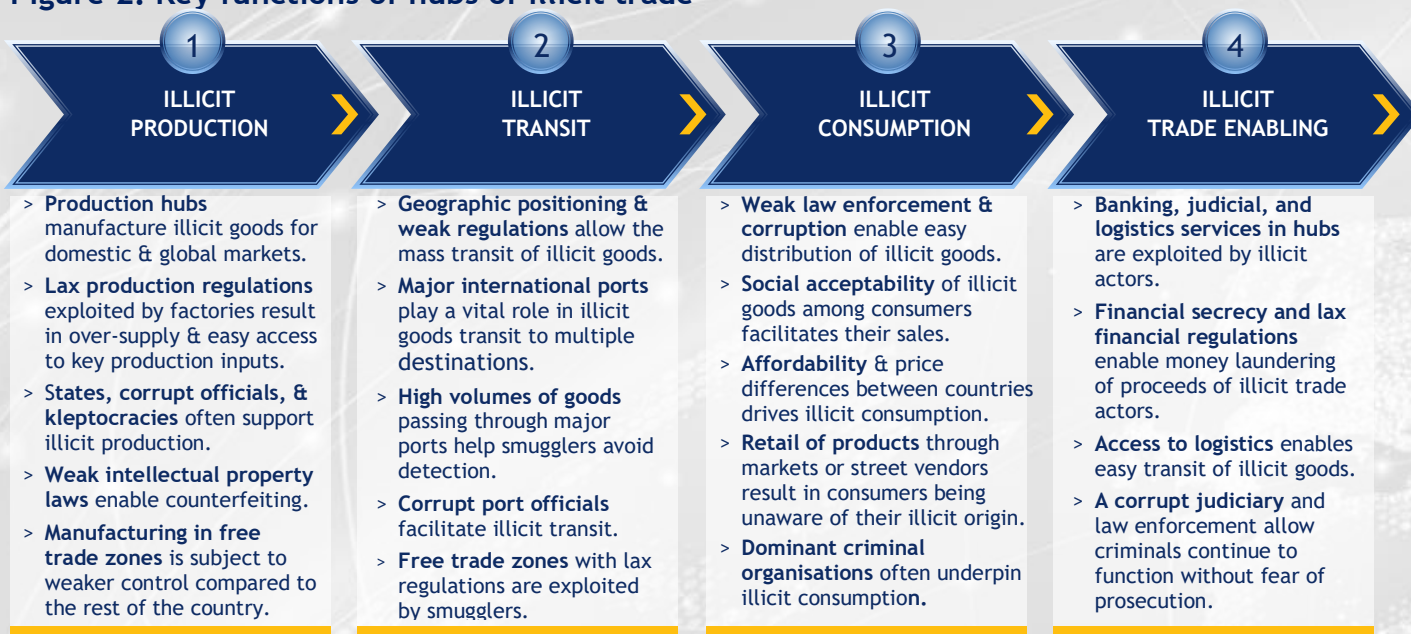 Figure 2: Key functions of hubs of illicit trade
1
ILLICIT
PRODUCTION
> Production hubs
manufacture illicit goods for
domestic & global markets.
> Lax production regulations
exploited by factories result
in over-supply & easy access
to key production inputs.
> States, corrupt officials, &
kleptocracies often support
illicit production.
> Weak intellectual property
laws enable counterfeiting.
> Manufacturing in free
trade zones is subject to
weaker control compared to
the rest of the country.
2
ILLICIT
TRANSIT
> Geographic positioning &
weak regulations allow the
mass transit of illicit goods.
> Major international ports
play a vital role in illicit
goods transit to multiple
destinations.
> High volumes of goods
passing through major
ports help smugglers avoid
detection.
> Corrupt port officials
facilitate illicit transit.
> Free trade zones with lax
regulations are exploited
by smugglers.
3
ILLICIT
CONSUMPTION
> Weak law enforcement &
corruption enable easy
distribution of illicit goods.
> Social acceptability of illicit
goods among consumers
facilitates their sales.
> Affordability & price
differences between countries
drives illicit consumption.
> Retail of products through
markets or street vendors
result in consumers being
unaware of their illicit origin.
> Dominant criminal
organisations often underpin
illicit consumption.
4
ILLICIT
TRADE ENABLING
> Banking, judicial, and
logistics services in hubs
are exploited by illicit
actors.
> Financial secrecy and lax
financial regulations
enable money laundering
of proceeds of illicit trade
actors.
> Access to logistics enables
easy transit of illicit goods.
> A corrupt judiciary and
law enforcement allow
criminals continue to
function without fear of
prosecution.